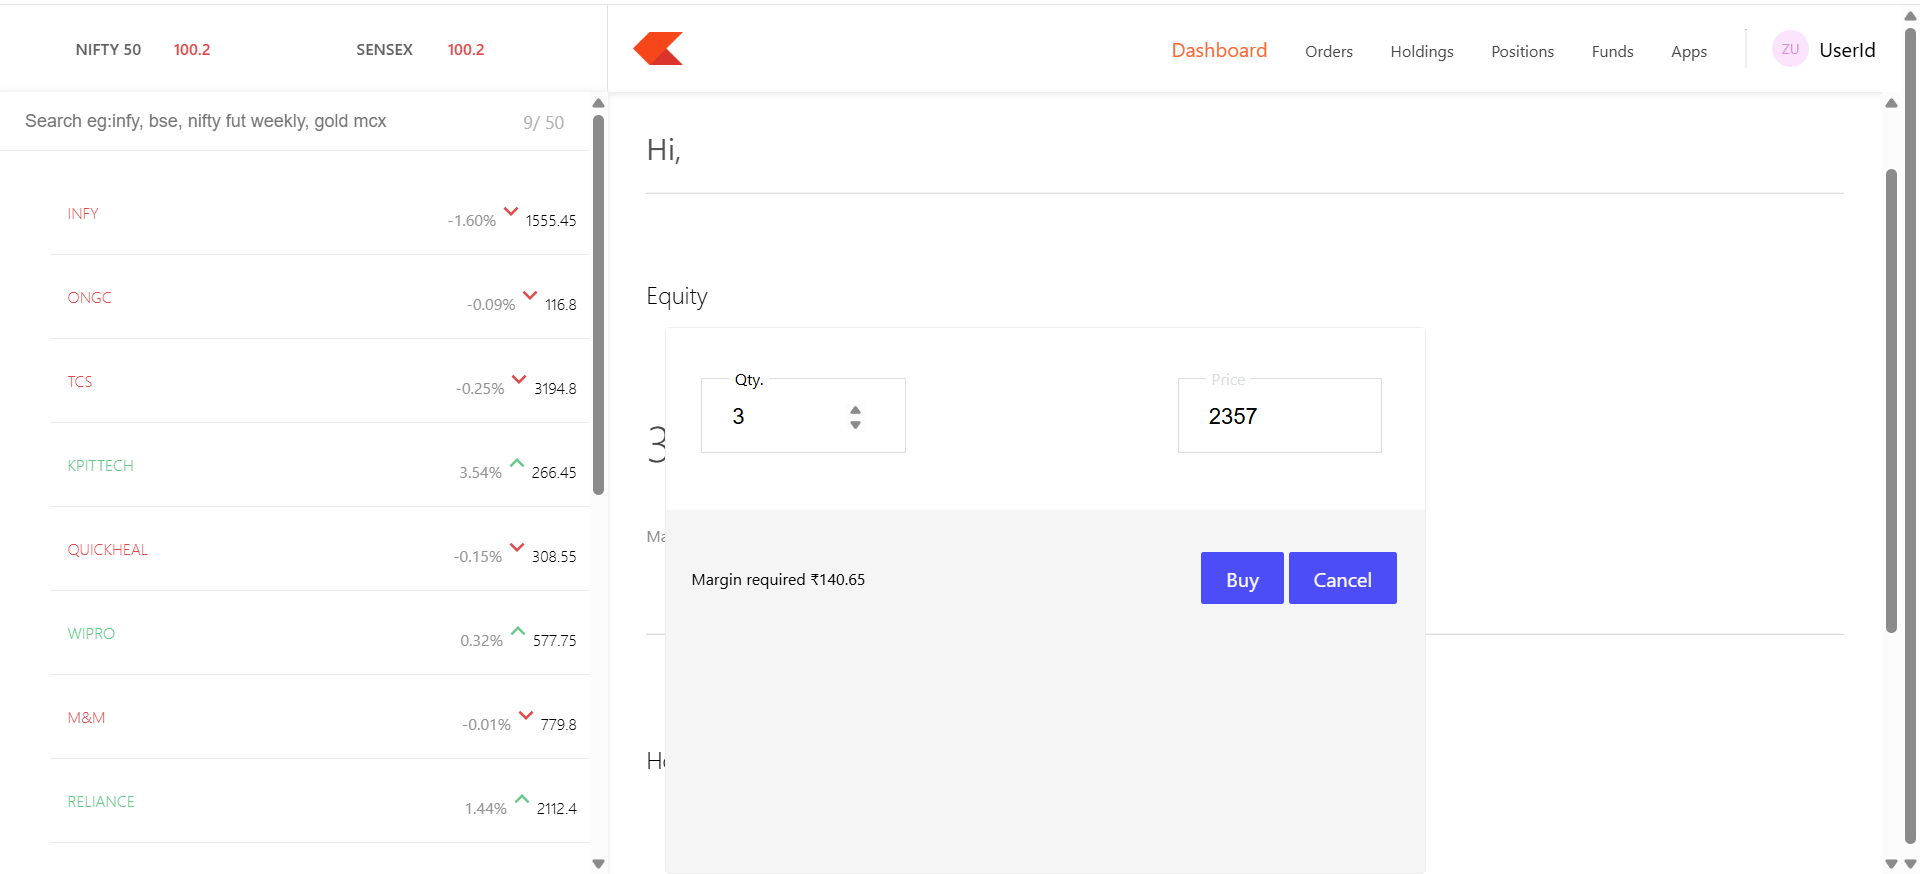 NIFTY 50 100.2 SENSEX 100.2
Dashboard Orders Holdings Positions Funds Apps ZU UserId
Search eg:infy, bse, nifty fut weekly, gold mcx 9/ 50
INFY -1.60% 1555.45
ONGC -0.09% 116.8
TCS -0.25% 3194.8
KPITTECH 3.54% 266.45
QUICKHEAL -0.15% 308.55
WIPRO 0.32% 577.75
M&M -0.01% 779.8
RELIANCE 1.44% 2112.4
Hi,
Equity
Qty. Price
3 2357
3
Ma
Margin required ₹140.65 Buy Cancel
Ho